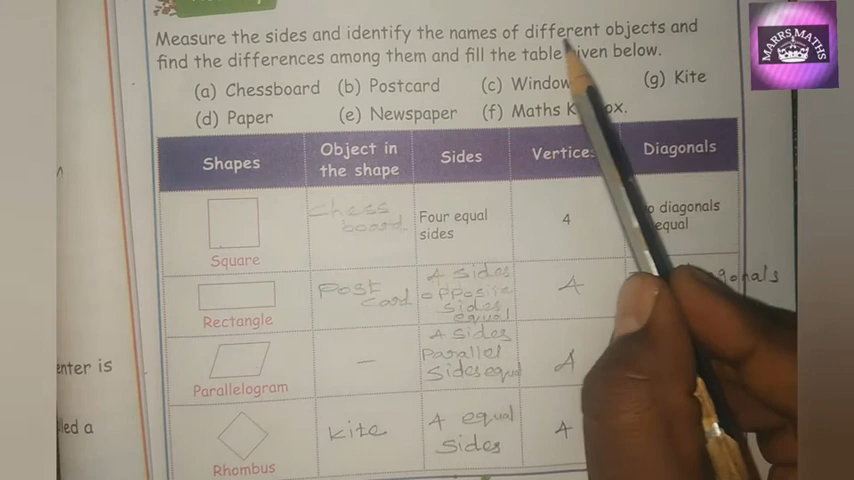 Measure the sides and identify the names of different objects and
find the differences among them and fill the table given below.
(a) Chessboard (b) Postcard (c) Window (g) Kite
(d) Paper (e) Newspaper (f) Maths
MARRS MATHS
Shapes Object in the shape Sides Vertices Diagonals
Square Chess board Four equal sides 4 diagonals equal
Rectangle Post card 4 sides opposite sides equal 4
Parallelogram — 4 sides Parallel sides equal 4
Rhombus kite 4 equal sides 4
enter is
led a